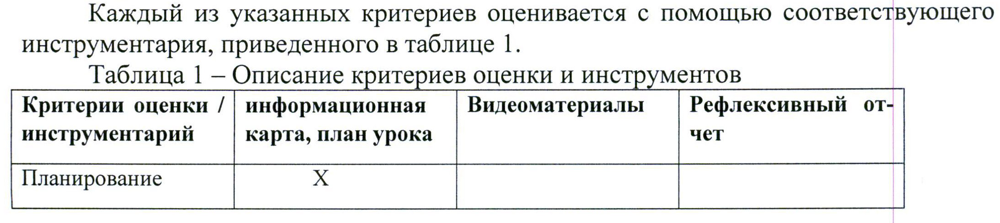 Каждый из указанных критериев оценивается с помощью соответствующего
инструментария, приведенного в таблице 1.
Таблица 1 – Описание критериев оценки и инструментов
Критерии оценки /
инструментарий
информационная
карта, план урока
Видеоматериалы
Рефлексивный от-
чет
Планирование
X